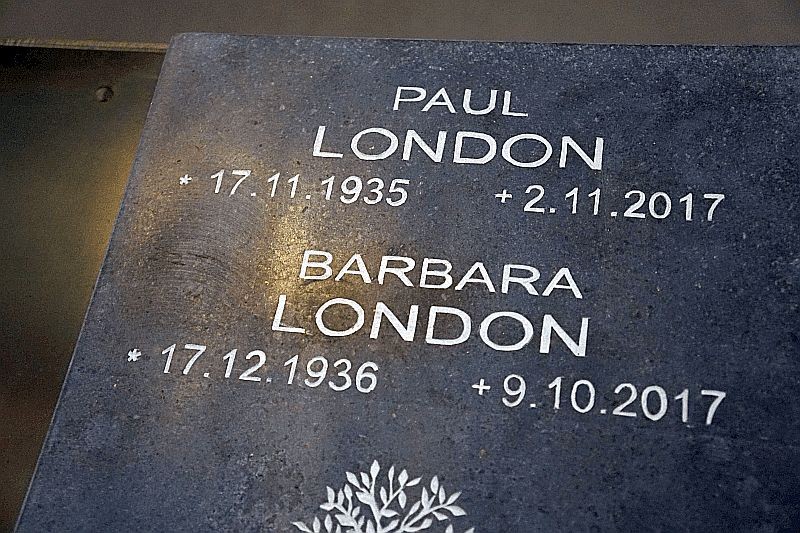 PAUL
LONDON
* 17.11.1935 + 2.11.2017
BARBARA
LONDON
* 17.12.1936 + 9.10.2017